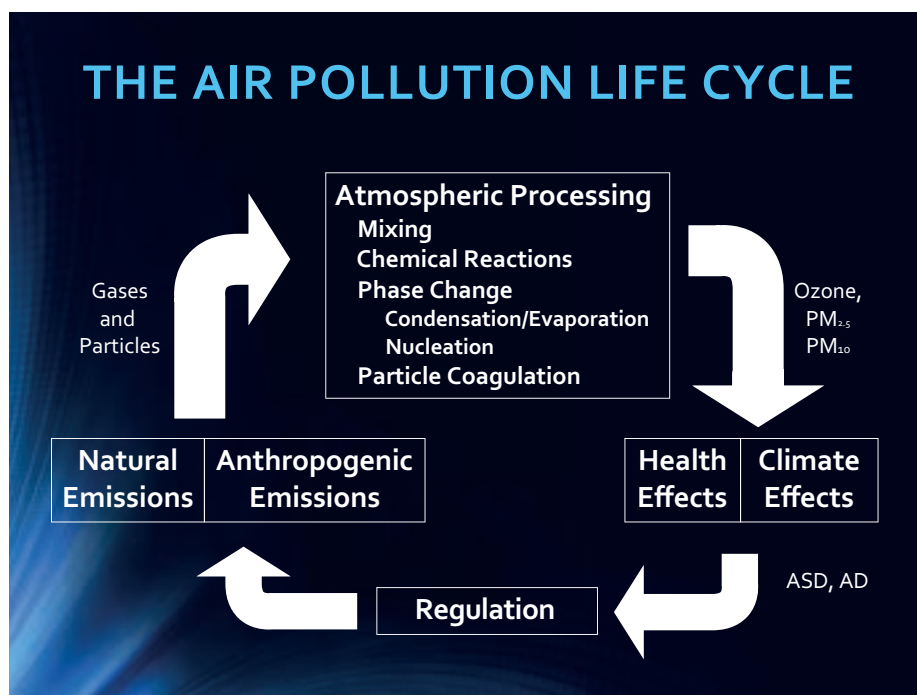 THE AIR POLLUTION LIFE CYCLE
Atmospheric Processing
Mixing
Chemical Reactions
Phase Change
Condensation/Evaporation
Nucleation
Particle Coagulation
Gases
and
Particles
Ozone,
PM₂.₅
PM₁₀
Natural
Emissions
Anthropogenic
Emissions
Health
Effects
Climate
Effects
ASD, AD
Regulation